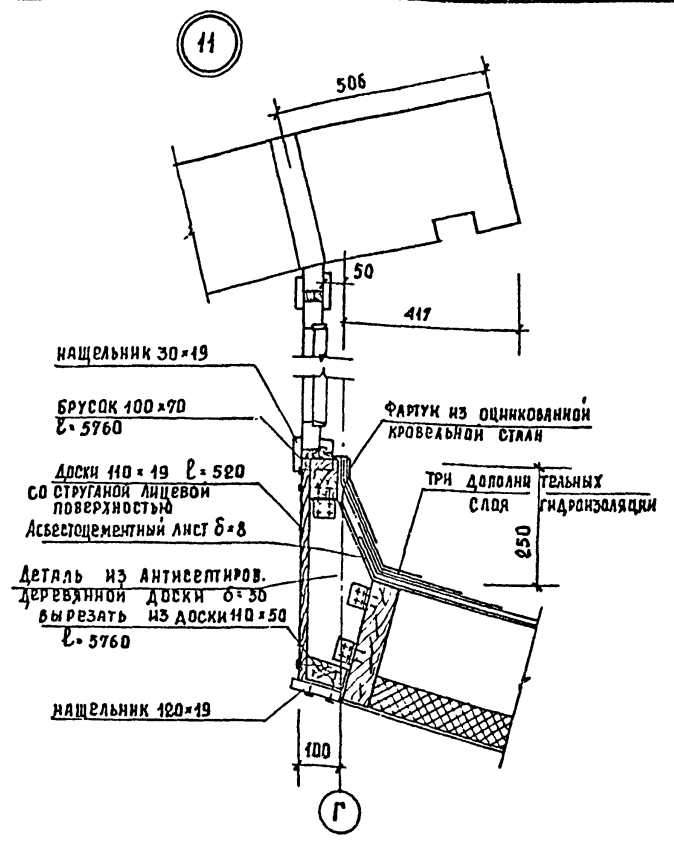 11
506
50
417
НАЩЕЛЬНИК 30×19
БРУСОК 100×70
ℓ=5760
ФАРТУК ИЗ ОЦИНКОВАННОЙ
КРОВЕЛЬНОЙ СТАЛИ
ДОСКИ 110×19 ℓ=520
СО СТРУГАНОЙ ЛИЦЕВОЙ
ПОВЕРХНОСТЬЮ
ТРИ ДОПОЛНИТЕЛЬНЫХ
СЛОЯ ГИДРОИЗОЛЯЦИИ
АСБЕСТОЦЕМЕНТНЫЙ ЛИСТ δ=8
250
ДЕТАЛЬ ИЗ АНТИСЕПТИРОВ.
ДЕРЕВЯННОЙ ДОСКИ δ=50
ВЫРЕЗАТЬ ИЗ ДОСКИ 110×50
ℓ=5760
НАЩЕЛЬНИК 120×19
100
Г